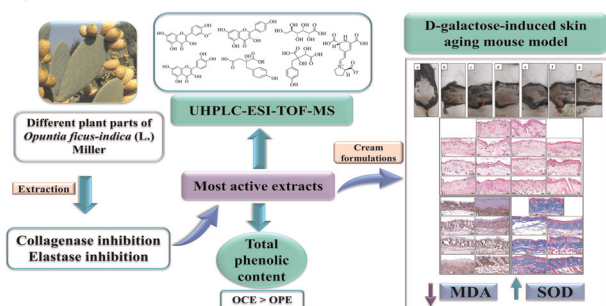 Different plant parts of
Opuntia ficus-indica (L.)
Miller
Extraction
Collagenase inhibition
Elastase inhibition
UHPLC-ESI-TOF-MS
Most active extracts
Total
phenolic
content
OCE > OPE
Cream
formulations
D-galactose-induced skin
aging mouse model
MDA
SOD